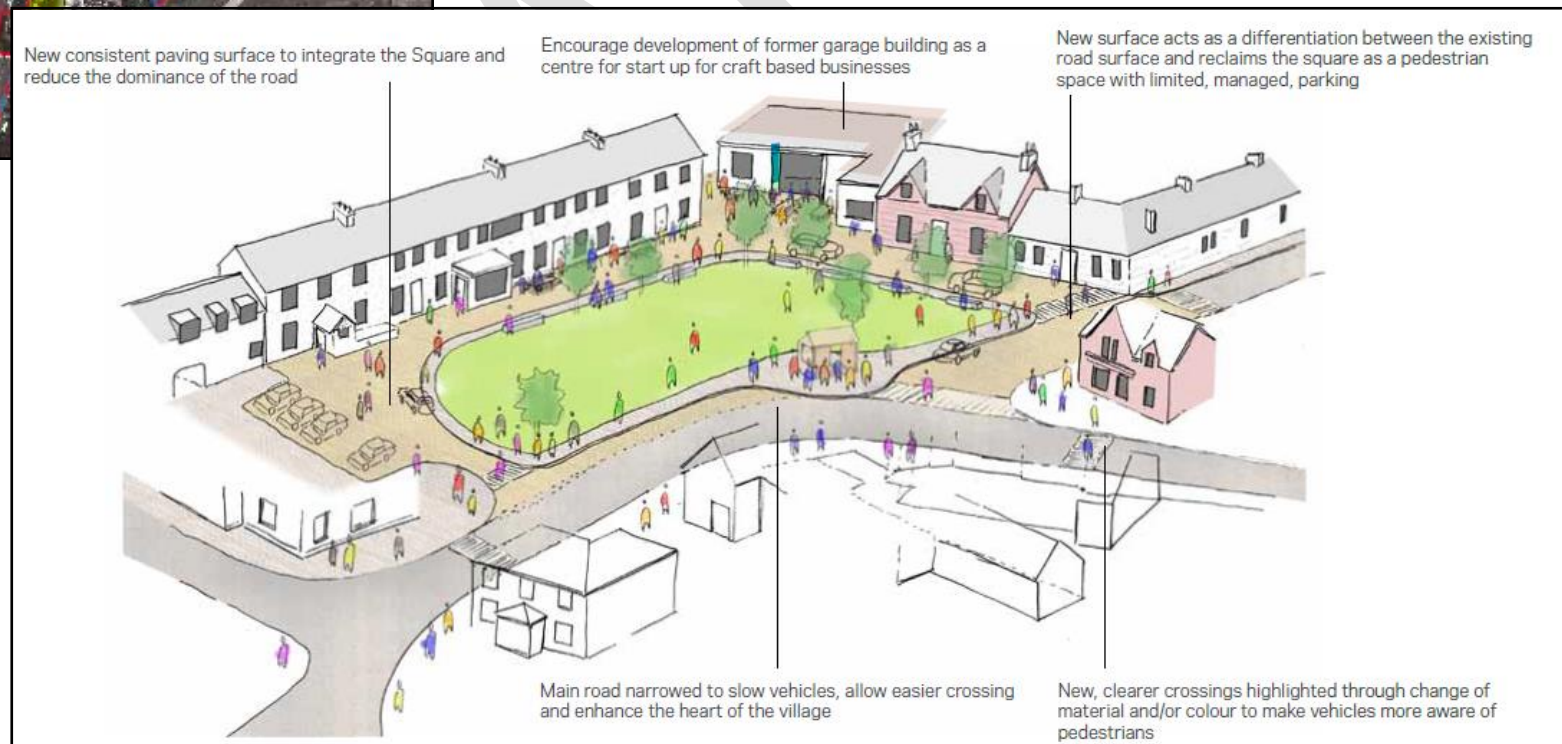 New consistent paving surface to integrate the Square and
reduce the dominance of the road
Encourage development of former garage building as a
centre for start up for craft based businesses
New surface acts as a differentiation between the existing
road surface and reclaims the square as a pedestrian
space with limited, managed, parking
Main road narrowed to slow vehicles, allow easier crossing
and enhance the heart of the village
New, clearer crossings highlighted through change of
material and/or colour to make vehicles more aware of
pedestrians